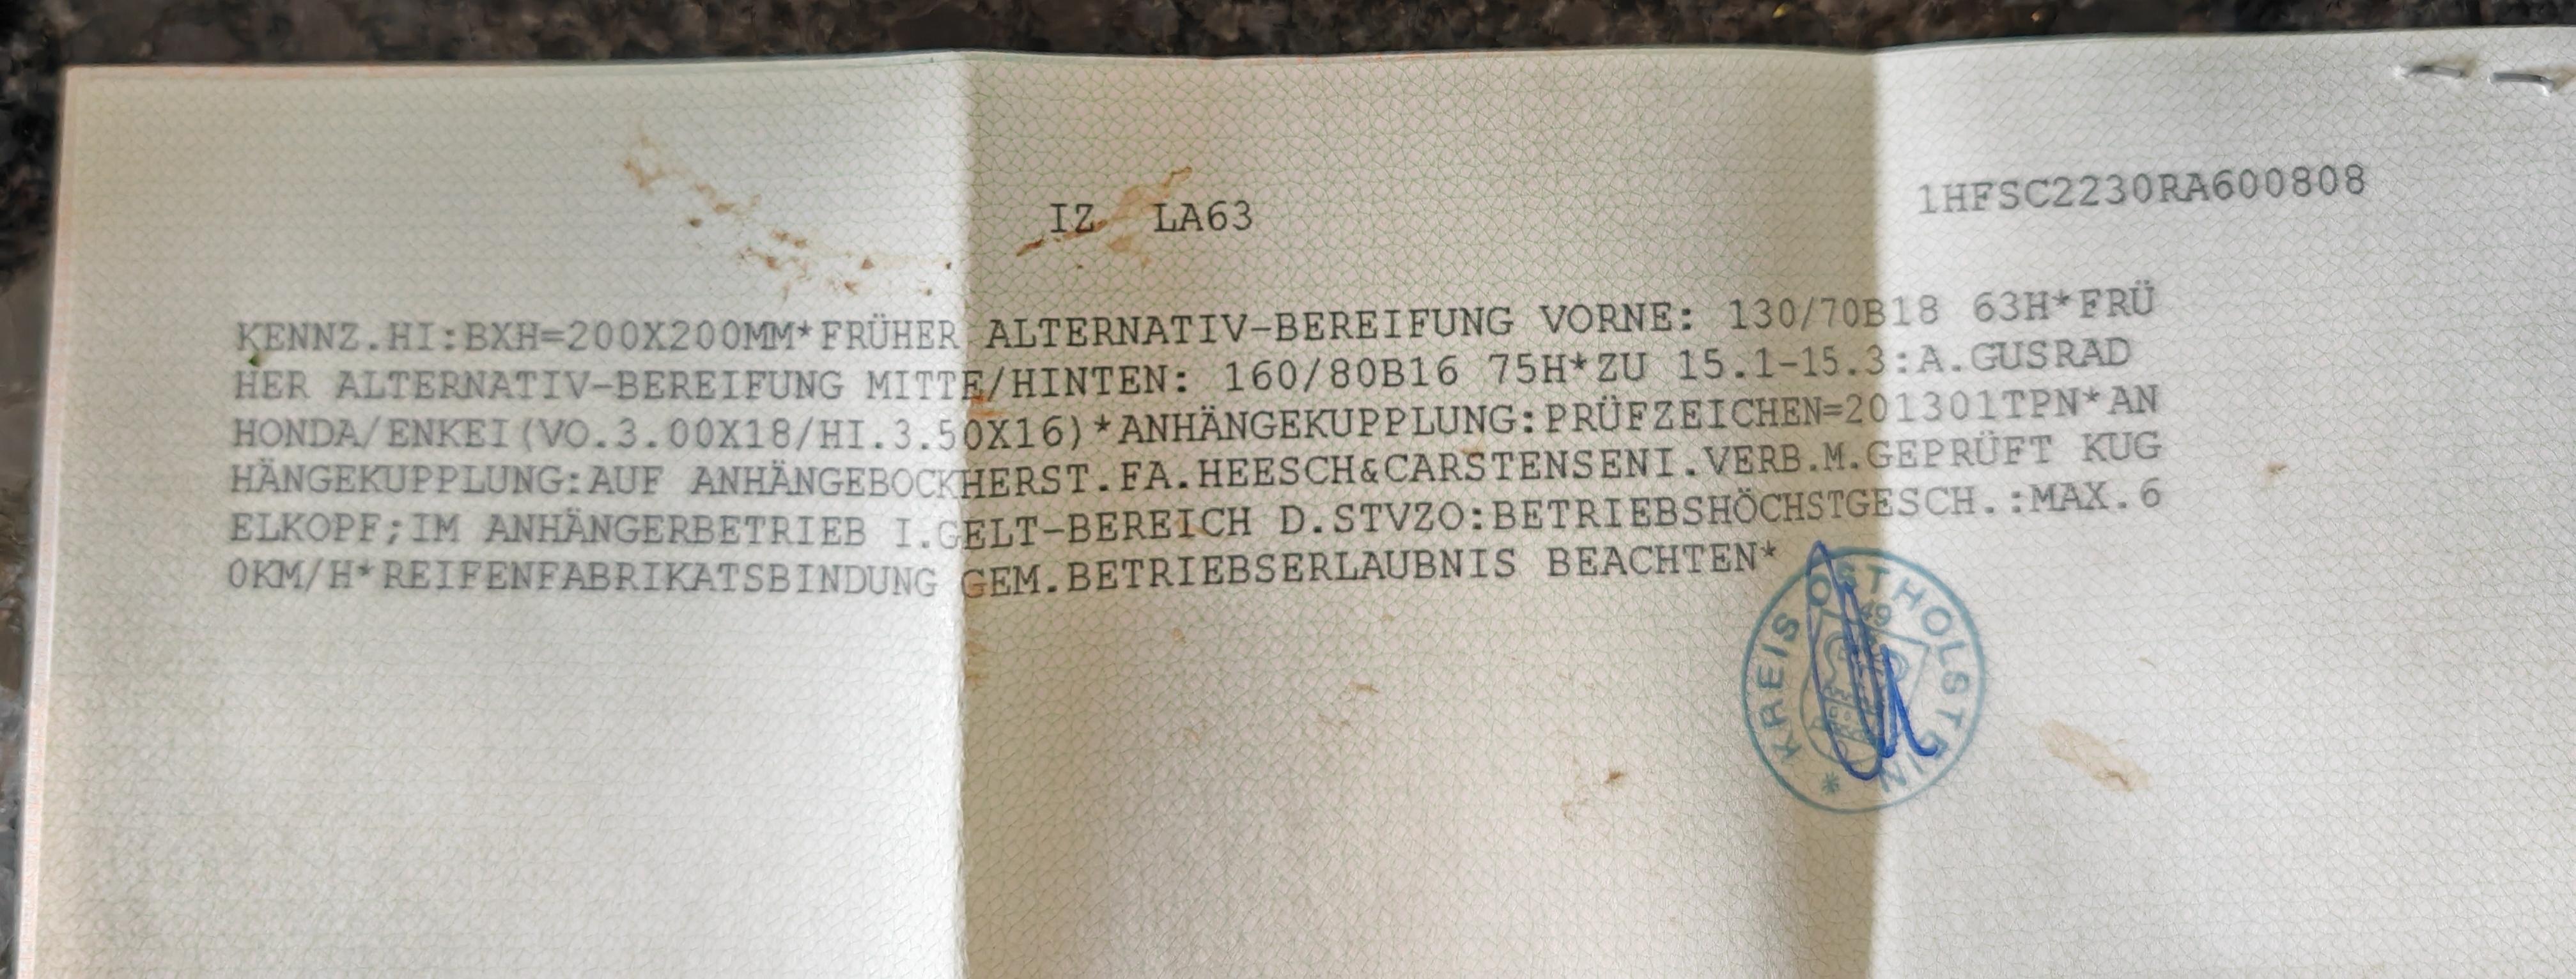 1HFSC2230RA600808
IZ LA63
KENNZ.HI:BXH=200X200MM*FRÜHER ALTERNATIV-BEREIFUNG VORNE: 130/70B18 63H*FRÜ
HER ALTERNATIV-BEREIFUNG MITTE/HINTEN: 160/80B16 75H*ZU 15.1-15.3:A.GUSRAD
HONDA/ENKEI(VO.3.00X18/HI.3.50X16)*ANHÄNGEKUPPLUNG:PRÜFZEICHEN=201301TPN*AN
HÄNGEKUPPLUNG:AUF ANHÄNGEBOCKHERST.FA.HEESCH&CARSTENSENI.VERB.M.GEPRÜFT KUG
ELKOPF;IM ANHÄNGERBETRIEB I.GELT-BEREICH D.STVZO:BETRIEBSHÖCHSTGESCH.:MAX.6
0KM/H*REIFENFABRIKATSBINDUNG GEM.BETRIEBSERLAUBNIS BEACHTEN*
KREIS OSTHOLSTEIN *
49